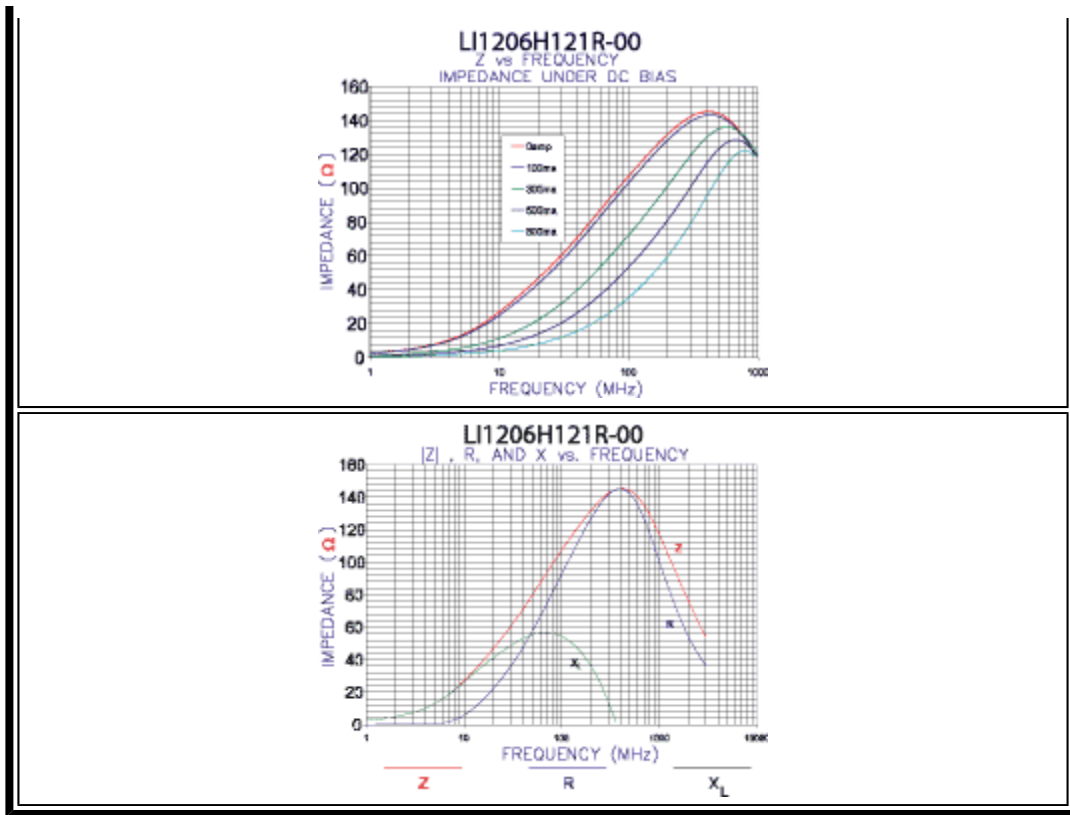 LI1206H121R-00
Z vs FREQUENCY
IMPEDANCE UNDER DC BIAS
160
140
120
100
80
60
40
20
0
IMPEDANCE (Ω)
0amp
100ma
300ma
500ma
800ma
1
10
100
1000
FREQUENCY (MHz)
LI1206H121R-00
|Z| , R, AND X vs. FREQUENCY
160
140
120
100
80
60
40
20
0
IMPEDANCE (Ω)
Z
R
X
1
10
100
1000
10000
FREQUENCY (MHz)
Z
R
XL